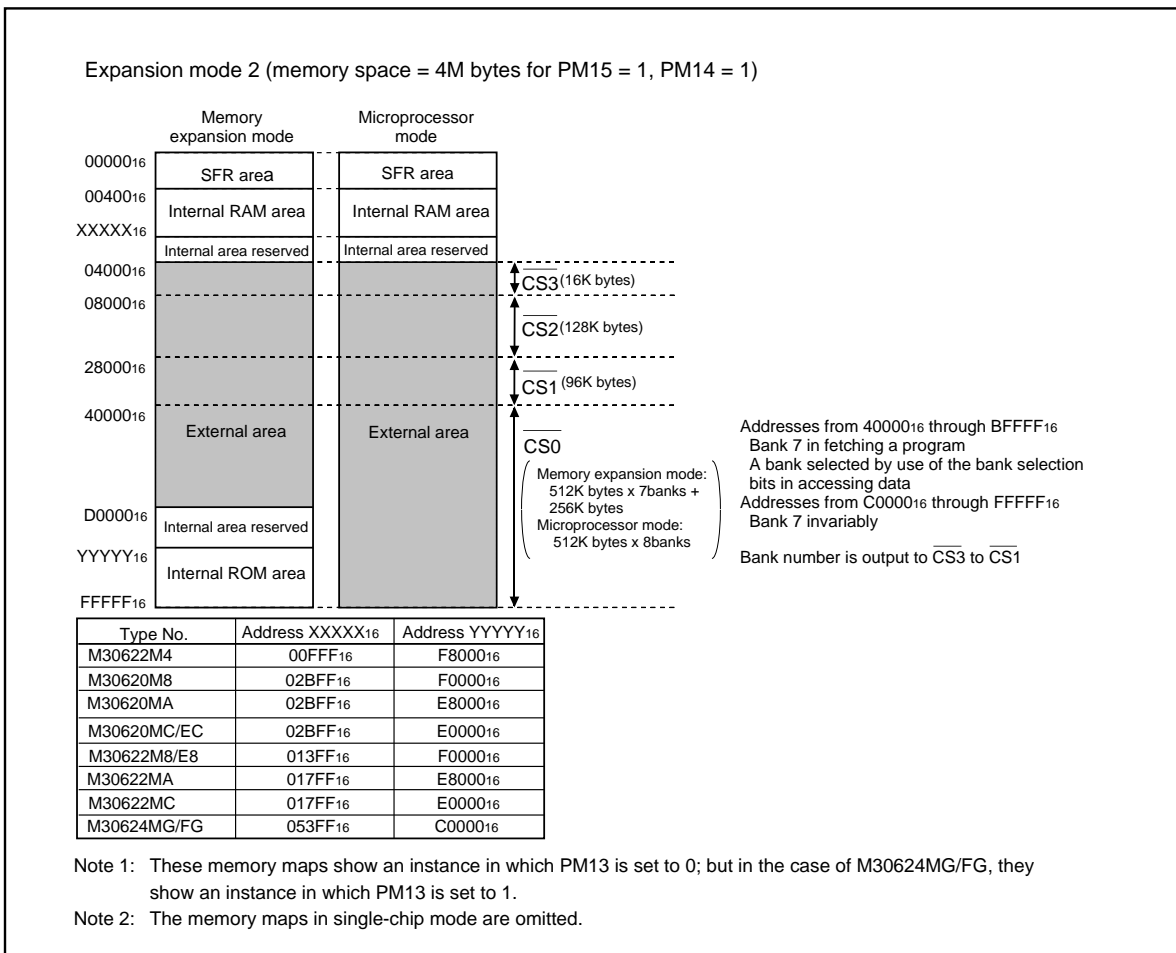 Expansion mode 2 (memory space = 4M bytes for PM15 = 1, PM14 = 1)
Memory
expansion mode
Microprocessor
mode
0000016
0040016
XXXXX16
0400016
0800016
2800016
4000016
D000016
YYYYY16
FFFFF16
SFR area
Internal RAM area
Internal area reserved
External area
Internal area reserved
Internal ROM area
SFR area
Internal RAM area
Internal area reserved
External area
CS3 (16K bytes)
CS2 (128K bytes)
CS1 (96K bytes)
CS0
Memory expansion mode:
512K bytes x 7banks +
256K bytes
Microprocessor mode:
512K bytes x 8banks
Addresses from 4000016 through BFFFF16
Bank 7 in fetching a program
A bank selected by use of the bank selection
bits in accessing data
Addresses from C000016 through FFFFF16
Bank 7 invariably
Bank number is output to CS3 to CS1
Type No. Address XXXXX16 Address YYYYY16
M30622M4 00FFF16 F800016
M30620M8 02BFF16 F000016
M30620MA 02BFF16 E800016
M30620MC/EC 02BFF16 E000016
M30622M8/E8 013FF16 F000016
M30622MA 017FF16 E800016
M30622MC 017FF16 E000016
M30624MG/FG 053FF16 C000016
Note 1: These memory maps show an instance in which PM13 is set to 0; but in the case of M30624MG/FG, they
show an instance in which PM13 is set to 1.
Note 2: The memory maps in single-chip mode are omitted.